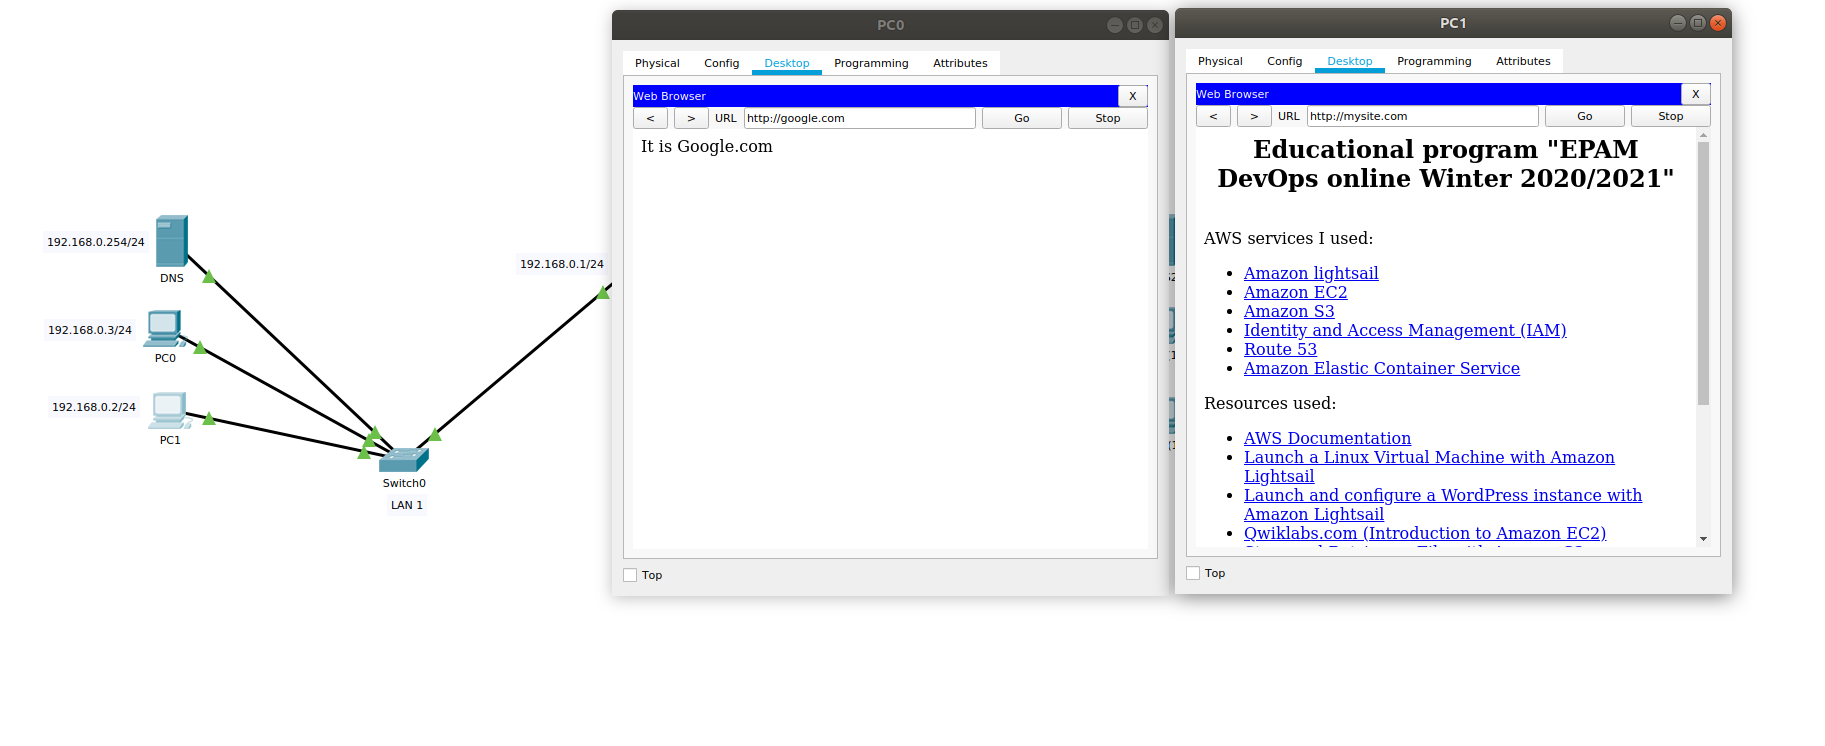 192.168.0.254/24
DNS
192.168.0.3/24
PC0
192.168.0.2/24
PC1
192.168.0.1/24
Switch0
LAN 1
PC0
Physical Config Desktop Programming Attributes
Web Browser X
< > URL http://google.com Go Stop
It is Google.com
Top
PC1
Physical Config Desktop Programming Attributes
Web Browser X
< > URL http://mysite.com Go Stop
Educational program "EPAM
DevOps online Winter 2020/2021"
AWS services I used:
Amazon lightsail
Amazon EC2
Amazon S3
Identity and Access Management (IAM)
Route 53
Amazon Elastic Container Service
Resources used:
AWS Documentation
Launch a Linux Virtual Machine with Amazon
Lightsail
Launch and configure a WordPress instance with
Amazon Lightsail
Qwiklabs.com (Introduction to Amazon EC2)
Top